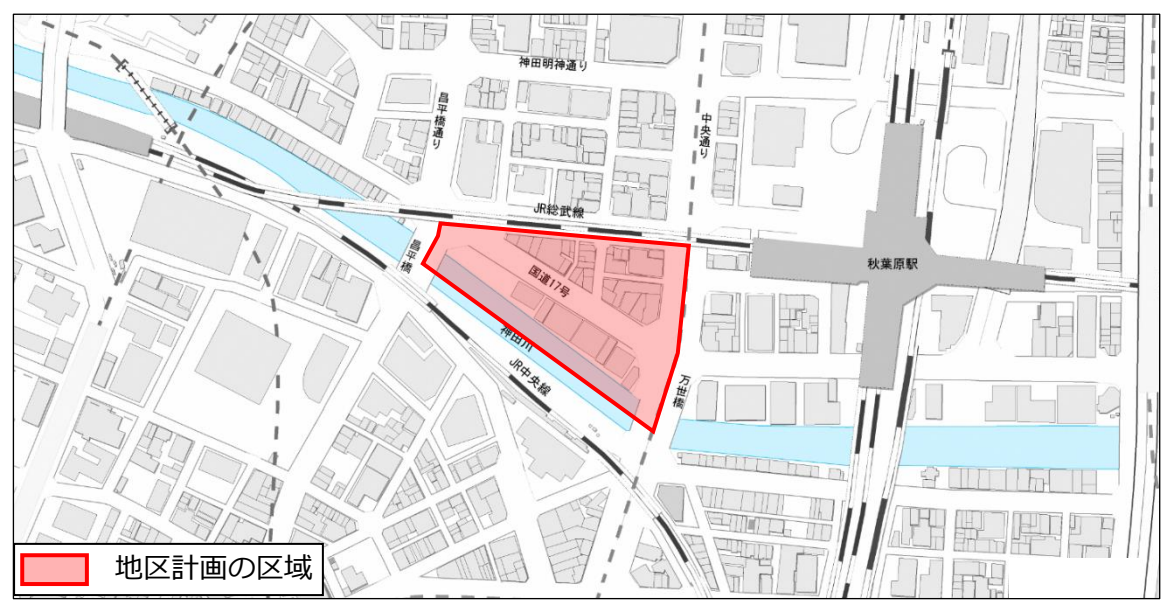 神田明神通り
昌平橋通り
中央通り
JR総武線
昌平橋
秋葉原駅
国道17号
神田川
JR中央線
万世橋
地区計画の区域